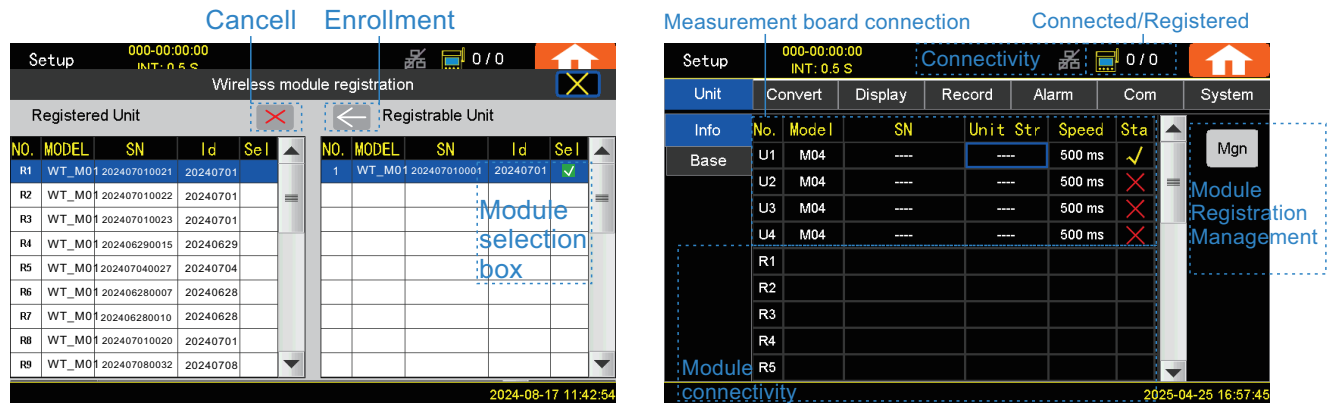 Cancell Enrollment
Setup 000-00:00:00 0 / 0
INT: 0.5 S
Wireless module registration
Registered Unit Registrable Unit
NO. MODEL SN Id Sel
R1 WT_M01 202407010021 20240701
R2 WT_M01 202407010022 20240701
R3 WT_M01 202407010023 20240701
R4 WT_M01 202406290015 20240629
R5 WT_M01 202407040027 20240704
R6 WT_M01 202406280007 20240628
R7 WT_M01 202406280010 20240628
R8 WT_M01 202407010020 20240701
R9 WT_M01 202407080032 20240708
NO. MODEL SN Id Sel
1 WT_M01 202407010001 20240701
Module
selection
box
2024-08-17 11:42:54
Measurement board connection Connected/Registered
Setup 000-00:00:00 Connectivity 0 / 0
INT: 0.5 S
Unit Convert Display Record Alarm Com System
Info
Base
No. Model SN Unit Str Speed Sta
U1 M04 ---- ---- 500 ms
U2 M04 ---- ---- 500 ms
U3 M04 ---- ---- 500 ms
U4 M04 ---- ---- 500 ms
R1
R2
R3
R4
R5
Mgn
Module
Registration
Management
Module
connectivity
2025-04-25 16:57:45